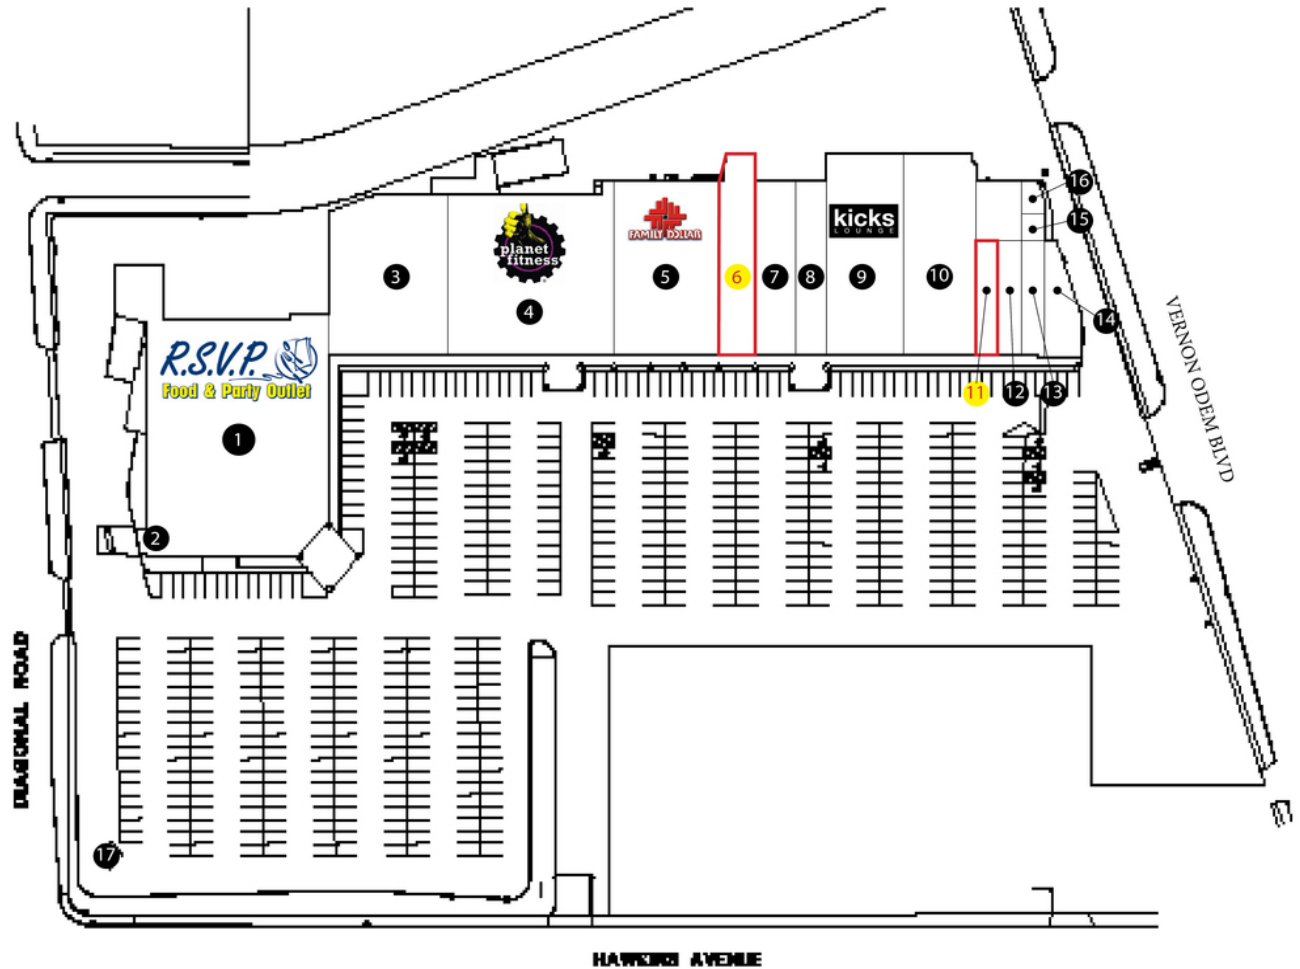 16
15
planet
fitness
FAMILY DOLLAR
kicks
LOUNGE
3
4
5
6
7
8
9
10
14
VERNON ODEM BLVD
R.S.V.P.
Food & Party Outlet
11
12
13
1
2
DIAGONAL ROAD
17
HAWKINS AVENUE